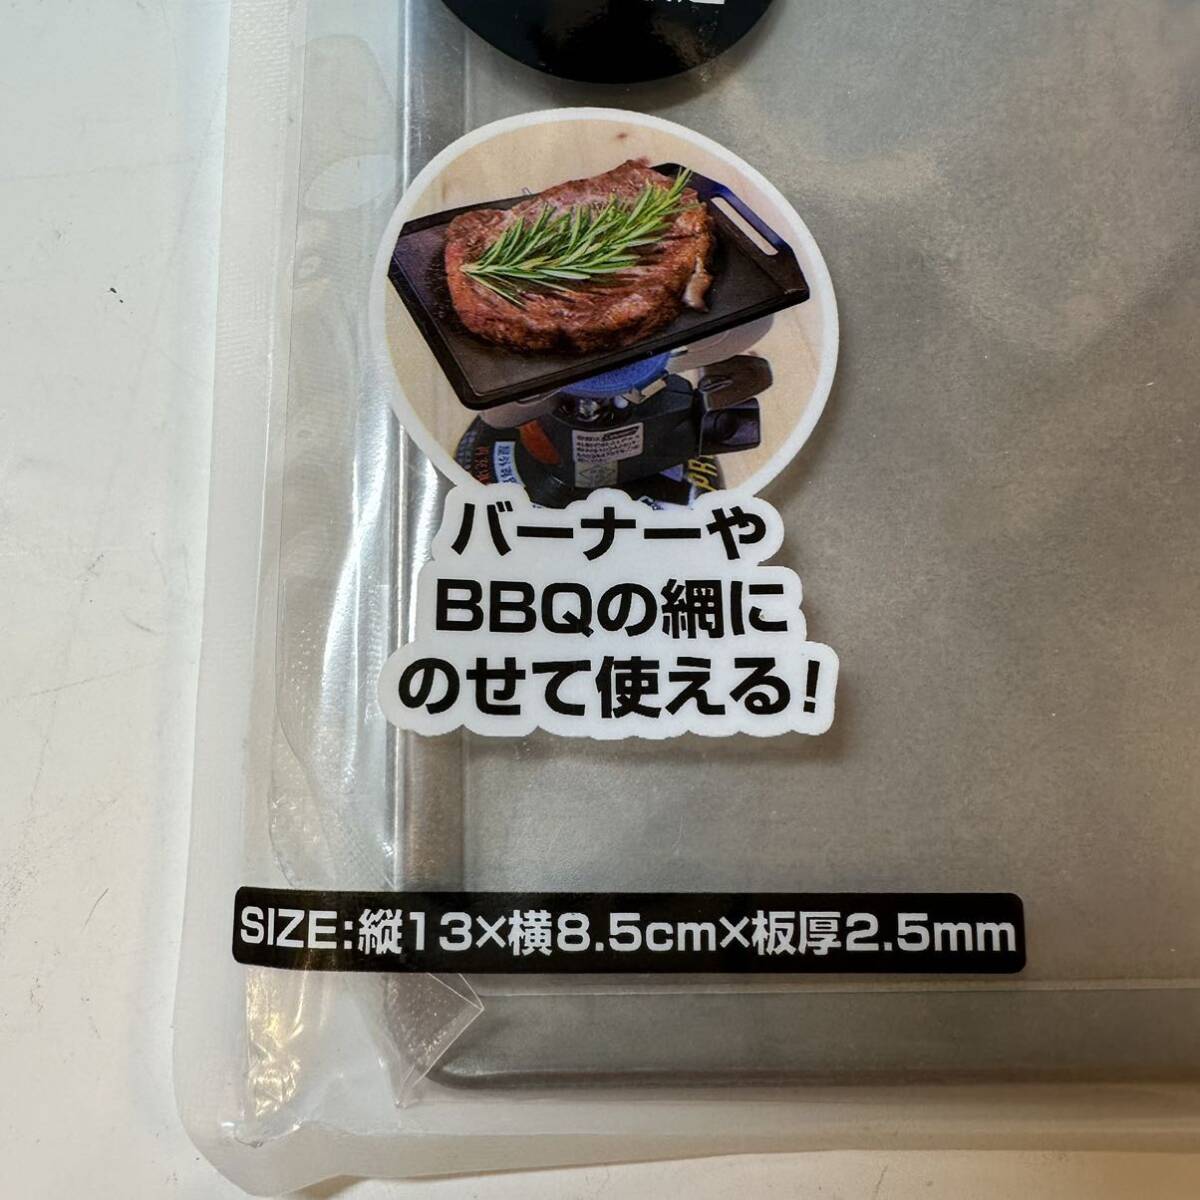 バーナーや
BBQの網に
のせて使える!
SIZE:縦13×横8.5cm×板厚2.5mm